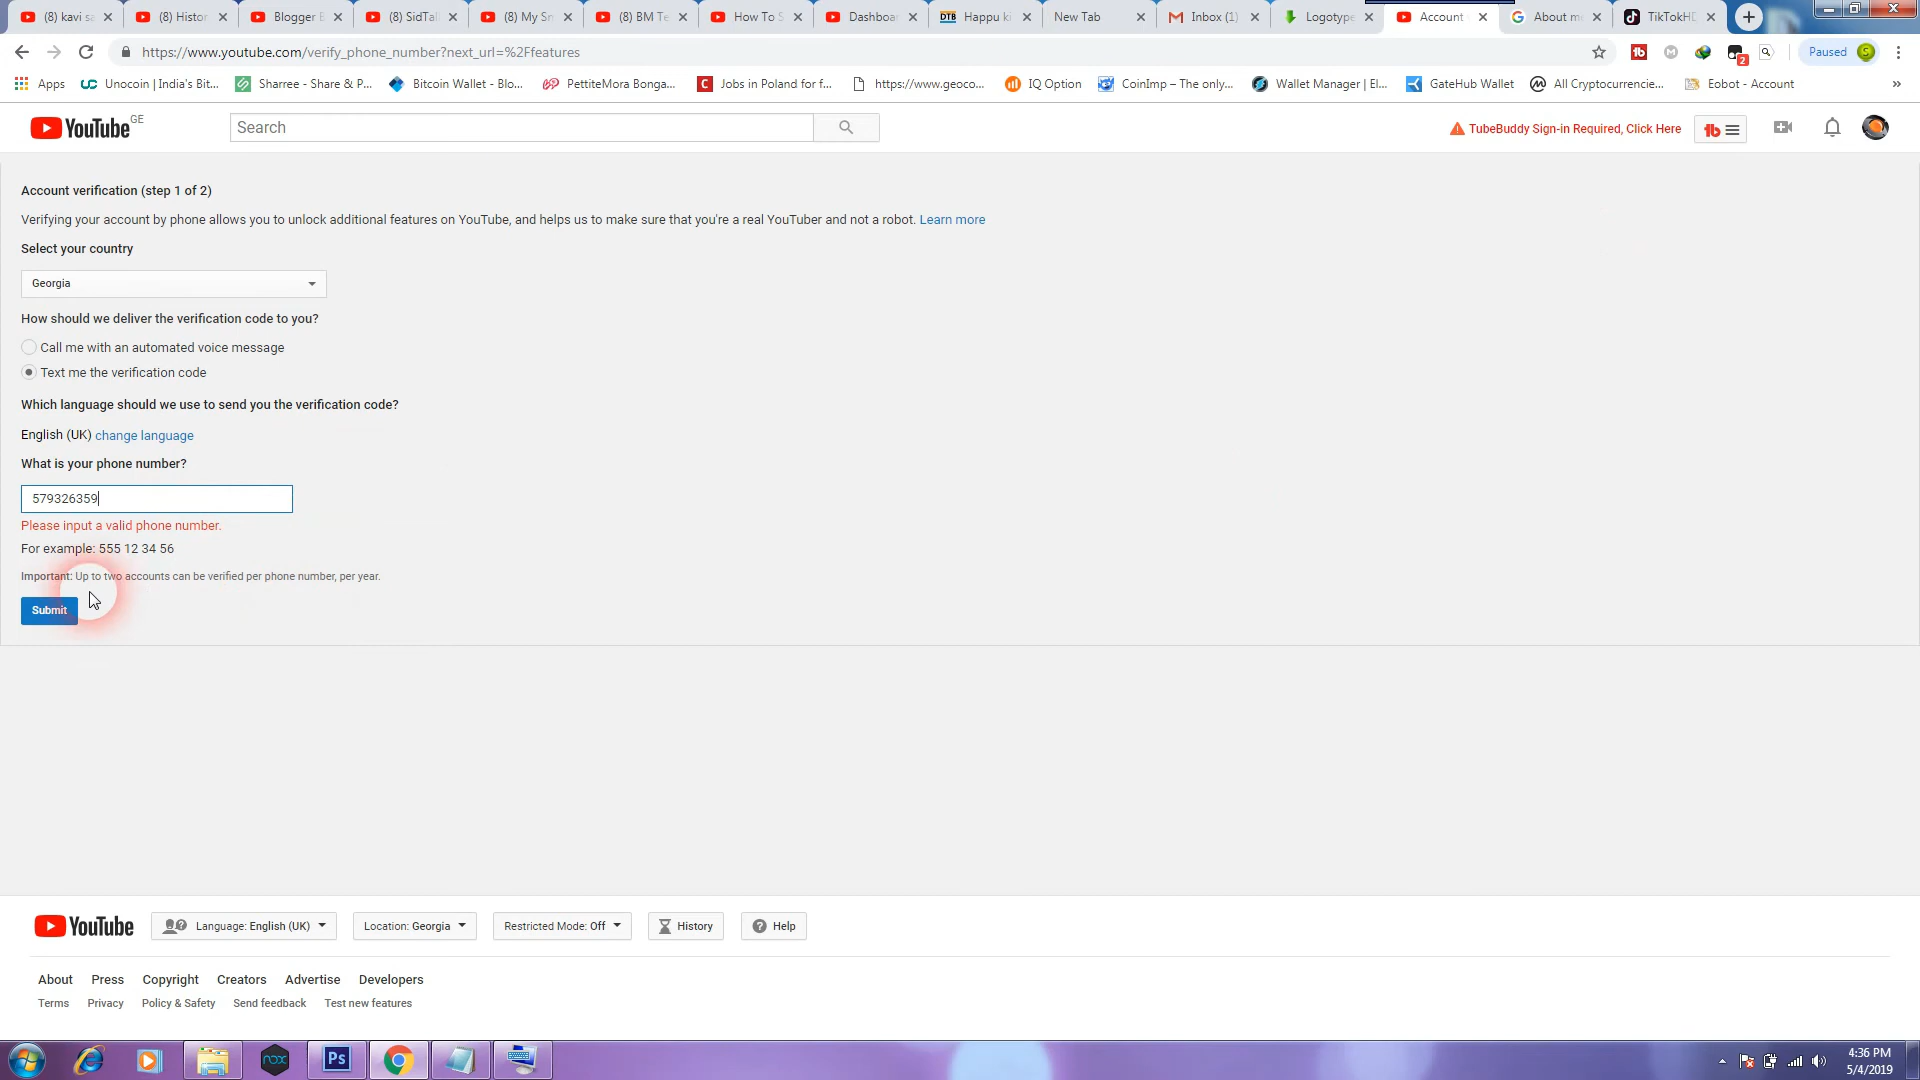 (8) kavi sa
(8) Histor
Blogger B
(8) SidTal
(8) My Sn
(8) BM Te
How To S
Dashboar
DTB Happu ki
New Tab
Inbox (1)
Logotype
Account
About me
TikTokHD
https://www.youtube.com/verify_phone_number?next_url=%2Ffeatures
2
Paused S
Apps
Unocoin | India's Bit...
Sharree - Share & P...
Bitcoin Wallet - Blo...
PettiteMora Bonga...
Jobs in Poland for f...
https://www.geoco...
IQ Option
CoinImp – The only...
Wallet Manager | El...
GateHub Wallet
All Cryptocurrencie...
Eobot - Account
»
YouTube GE
Search
TubeBuddy Sign-in Required, Click Here
Account verification (step 1 of 2)
Verifying your account by phone allows you to unlock additional features on YouTube, and helps us to make sure that you're a real YouTuber and not a robot. Learn more
Select your country
Georgia
How should we deliver the verification code to you?
Call me with an automated voice message
Text me the verification code
Which language should we use to send you the verification code?
English (UK) change language
What is your phone number?
579326359
Please input a valid phone number.
For example: 555 12 34 56
Important: Up to two accounts can be verified per phone number, per year.
Submit
YouTube
Language: English (UK)
Location: Georgia
Restricted Mode: Off
History
Help
About Press Copyright Creators Advertise Developers
Terms Privacy Policy & Safety Send feedback Test new features
nox
Ps
4:36 PM
5/4/2019